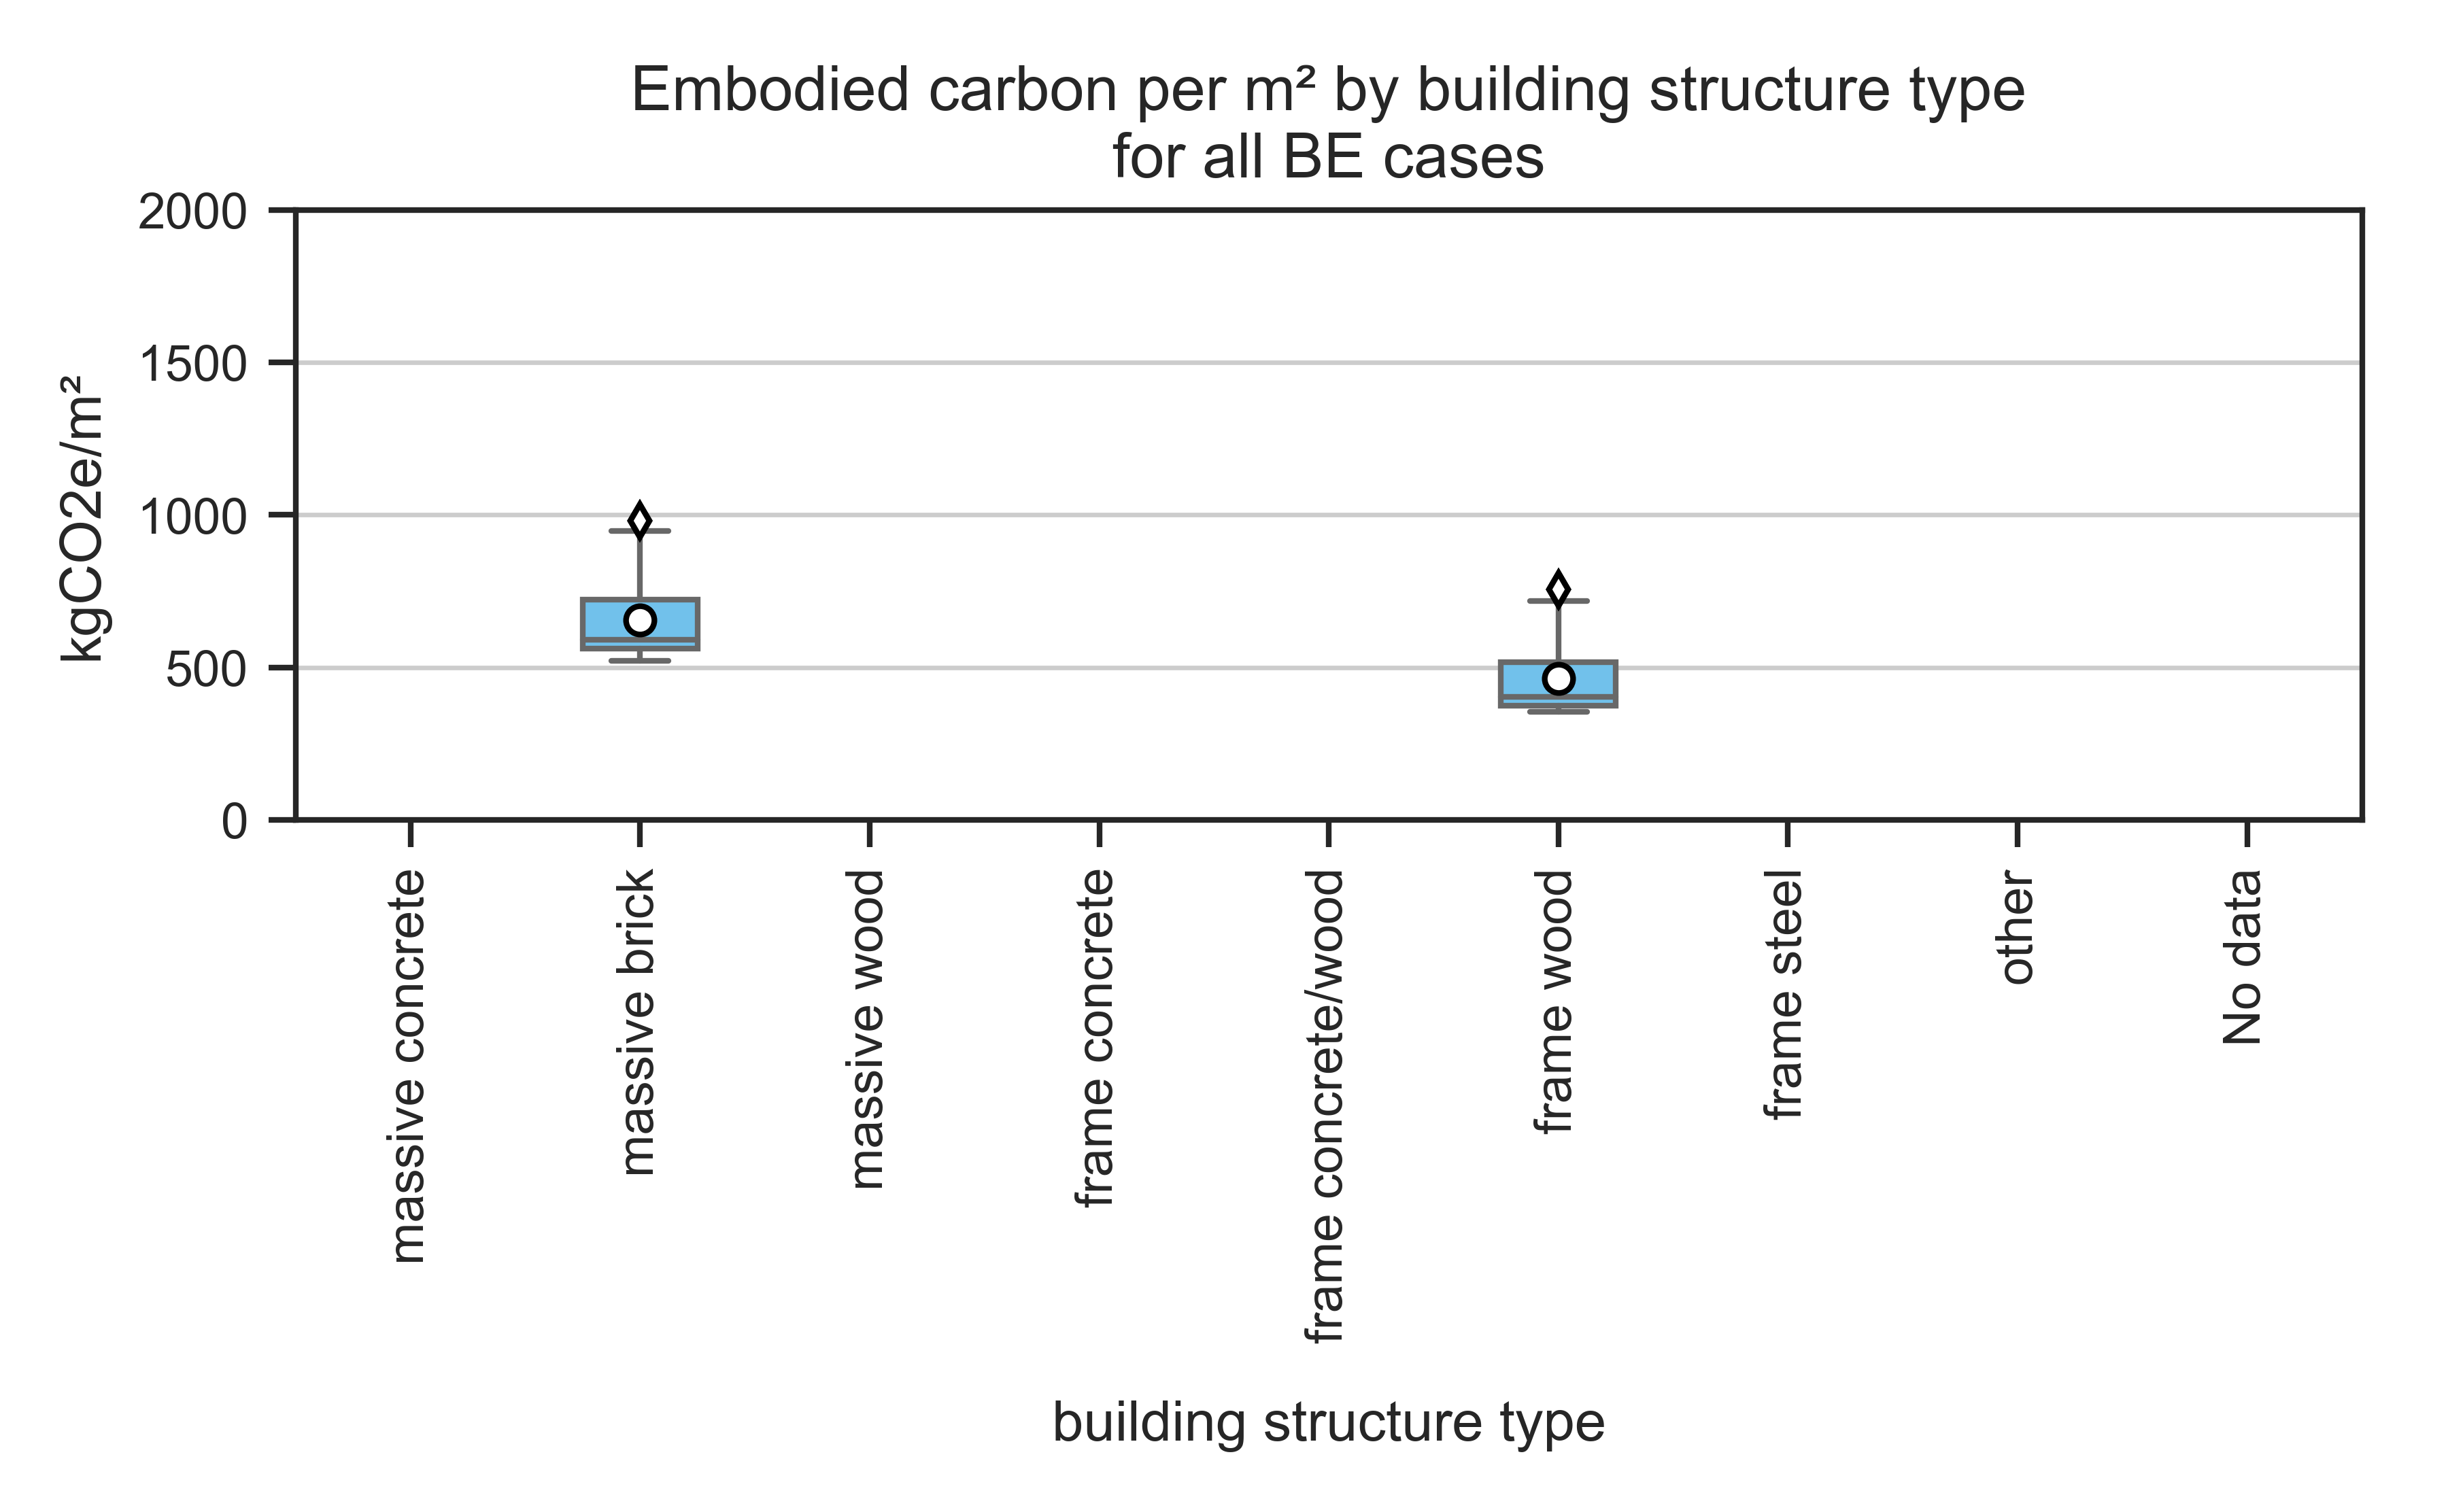 Embodied carbon per m² by building structure type
for all BE cases
kgCO2e/m²
2000
1500
1000
500
0
massive concrete
massive brick
massive wood
frame concrete
frame concrete/wood
frame wood
frame steel
other
No data
building structure type